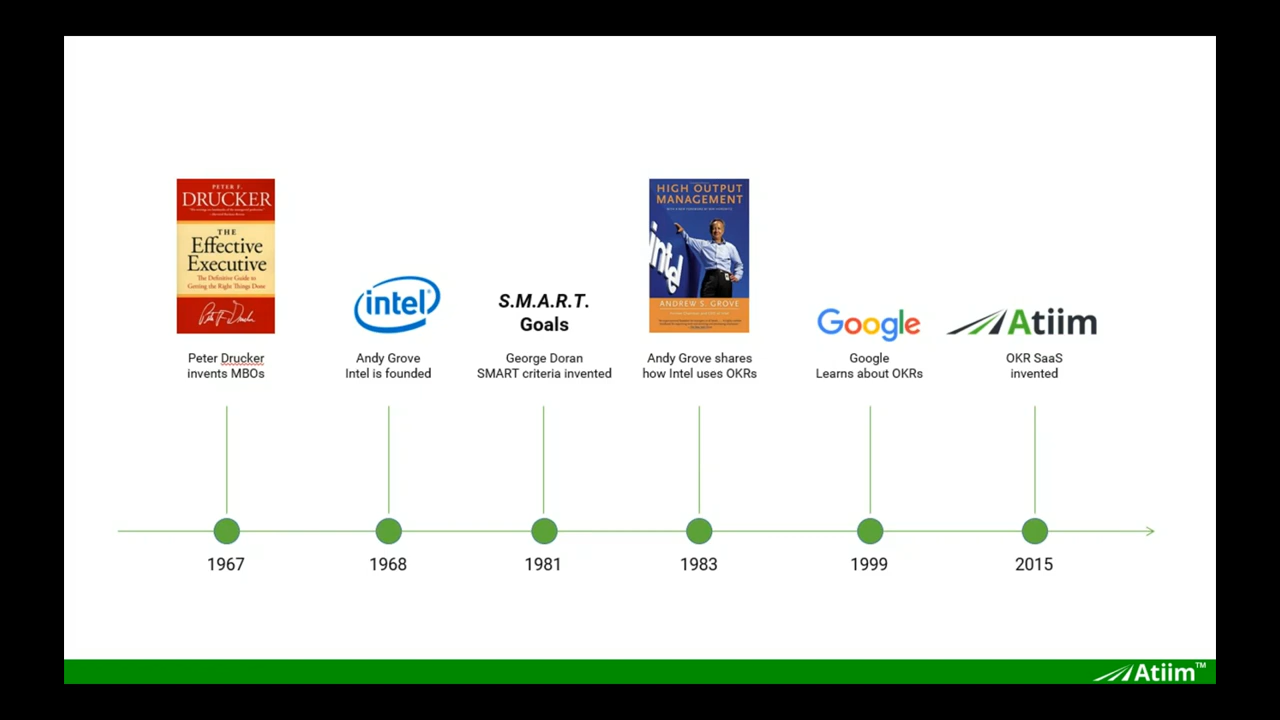 PETER F.
DRUCKER
THE
Effective
Executive
The Definitive Guide to
Getting the Right Things Done
HIGH OUTPUT
MANAGEMENT
intel
ANDREW S. GROVE
intel
S.M.A.R.T.
Goals
Google
Atiim
Peter Drucker
invents MBOs
Andy Grove
Intel is founded
George Doran
SMART criteria invented
Andy Grove shares
how Intel uses OKRs
Google
Learns about OKRs
OKR SaaS
invented
1967
1968
1981
1983
1999
2015
Atiim™